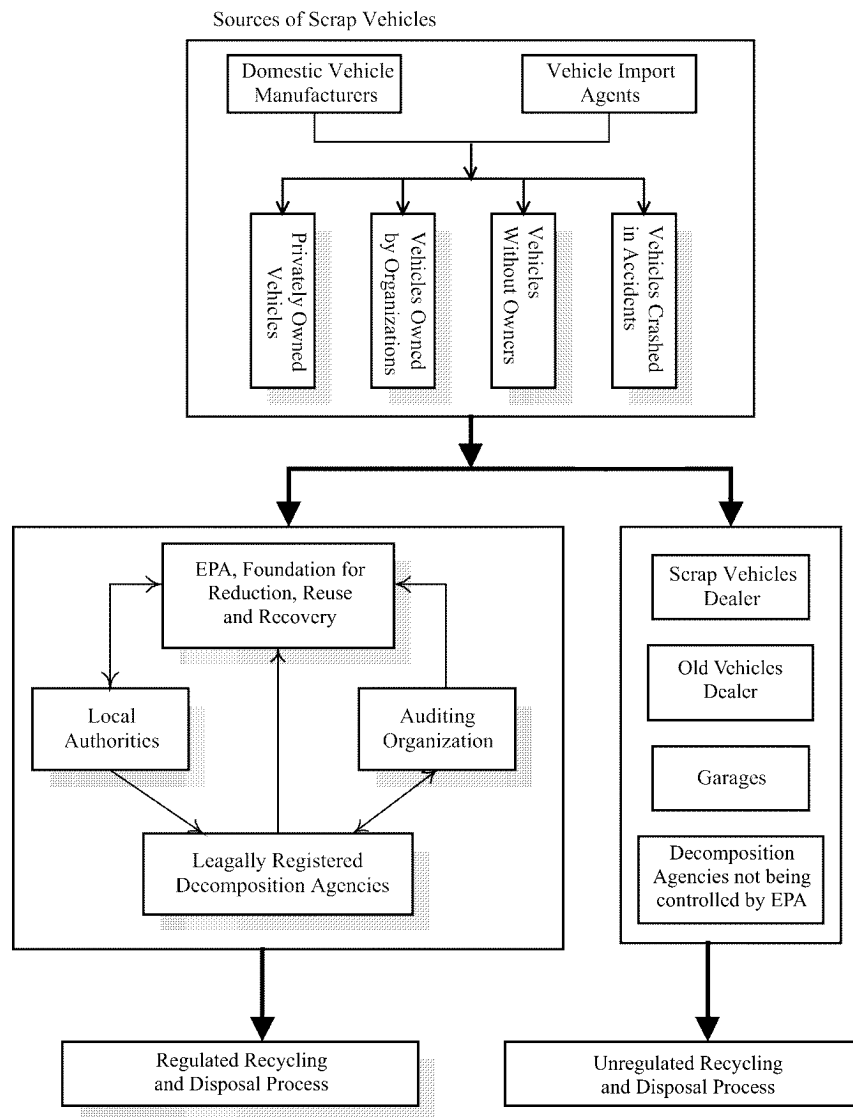 Sources of Scrap Vehicles
Domestic Vehicle
Manufacturers
Vehicle Import
Agents
Privately Owned
Vehicles
Vehicles Owned
by Organizations
Vehicles
Without Owners
Vehicles Crashed
in Accidents
EPA, Foundation for
Reduction, Reuse
and Recovery
Local
Authorities
Auditing
Organization
Leagally Registered
Decomposition Agencies
Scrap Vehicles
Dealer
Old Vehicles
Dealer
Garages
Decomposition
Agencies not being
controlled by EPA
Regulated Recycling
and Disposal Process
Unregulated Recycling
and Disposal Process